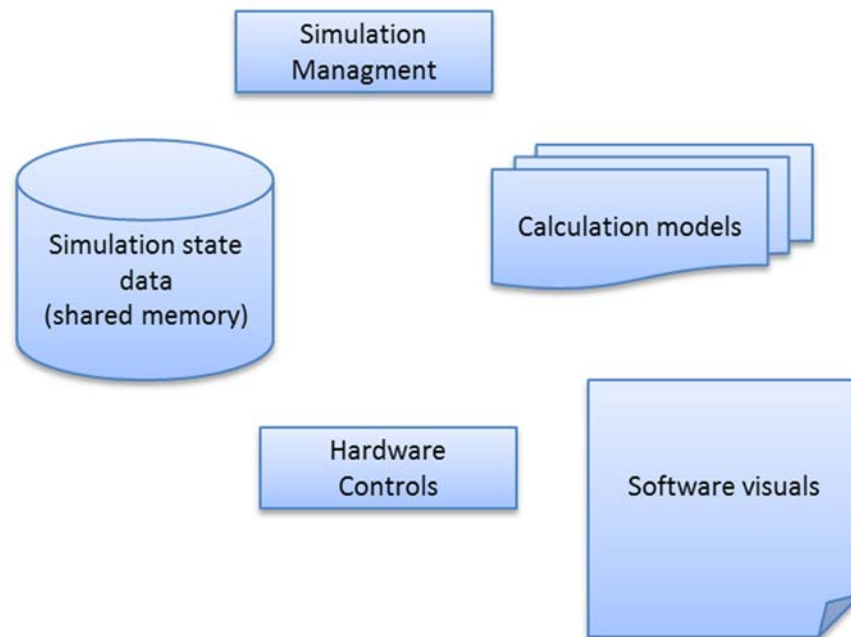 Simulation
Managment
Simulation state
data
(shared memory)
Calculation models
Hardware
Controls
Software visuals